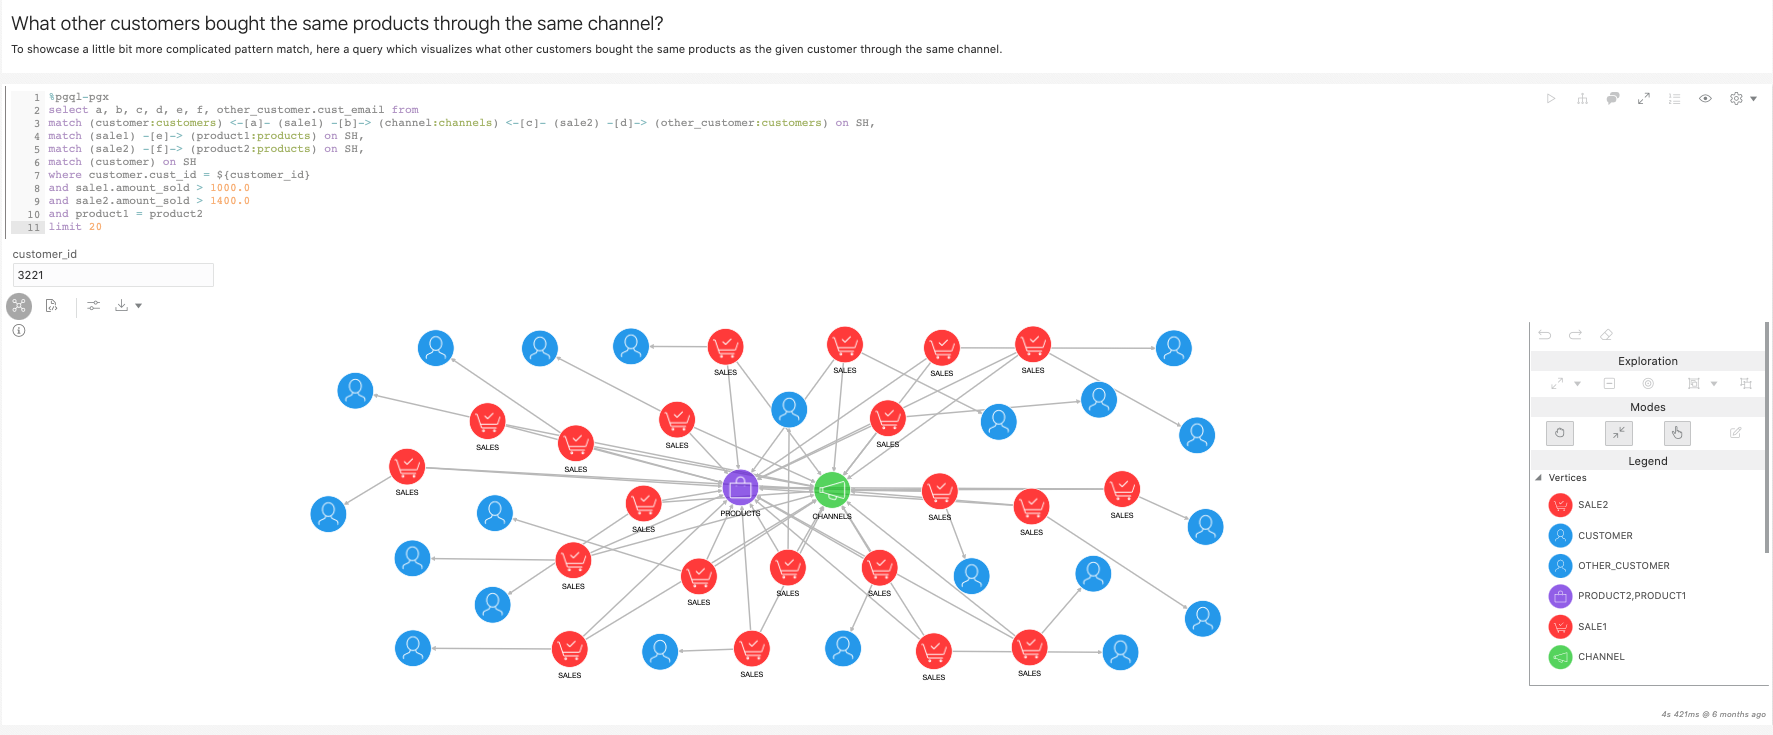 What other customers bought the same products through the same channel?
To showcase a little bit more complicated pattern match, here a query which visualizes what other customers bought the same products as the given customer through the same channel.
1 %pgql-pgx
2 select a, b, c, d, e, f, other_customer.cust_email from
3 match (customer:customers) <-[a]- (sale1) -[b]-> (channel:channels) <-[c]- (sale2) -[d]-> (other_customer:customers) on SH,
4 match (sale1) -[e]-> (product1:products) on SH,
5 match (sale2) -[f]-> (product2:products) on SH,
6 match (customer) on SH
7 where customer.cust_id = ${customer_id}
8 and sale1.amount_sold > 1000.0
9 and sale2.amount_sold > 1400.0
10 and product1 = product2
11 limit 20
customer_id
3221
SALES
SALES
SALES
SALES
SALES
SALES
SALES
SALES
SALES
PRODUCTS
CHANNELS
SALES
SALES
SALES
SALES
SALES
SALES
SALES
SALES
SALES
SALES
SALES
SALES
Exploration
Modes
Legend
Vertices
SALE2
CUSTOMER
OTHER_CUSTOMER
PRODUCT2,PRODUCT1
SALE1
CHANNEL
4s 421ms @ 6 months ago